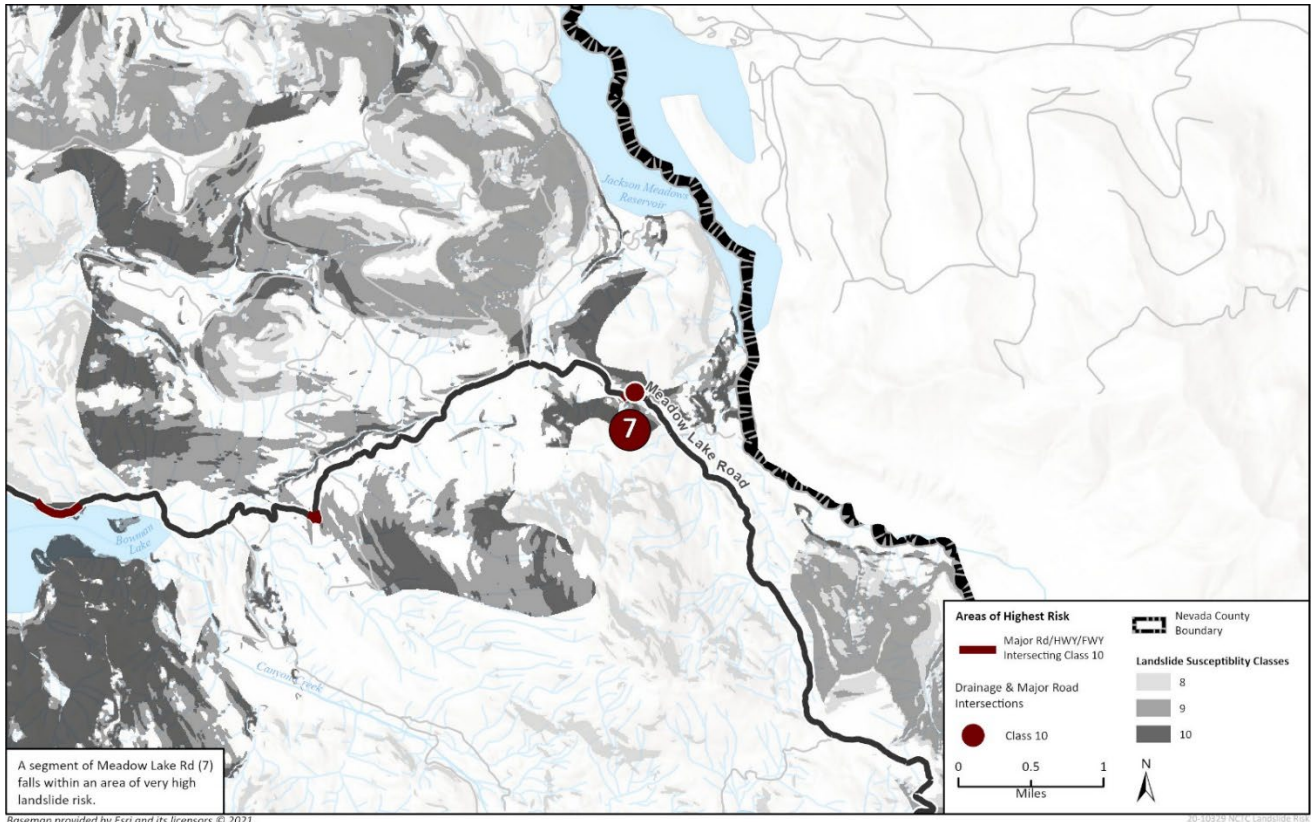 Jackson Meadows
Reservoir
Meadow Lake Road
7
Bowman
Lake
Canyon Creek
A segment of Meadow Lake Rd (7)
falls within an area of very high
landslide risk.
Areas of Highest Risk
Major Rd/HWY/FWY
Intersecting Class 10
Drainage & Major Road
Intersections
Class 10
0 0.5 1
Miles
Nevada County
Boundary
Landslide Susceptiblity Classes
8
9
10
N
Basemap provided by Esri and its licensors © 2021
20-10329 NCTC Landslide Risk